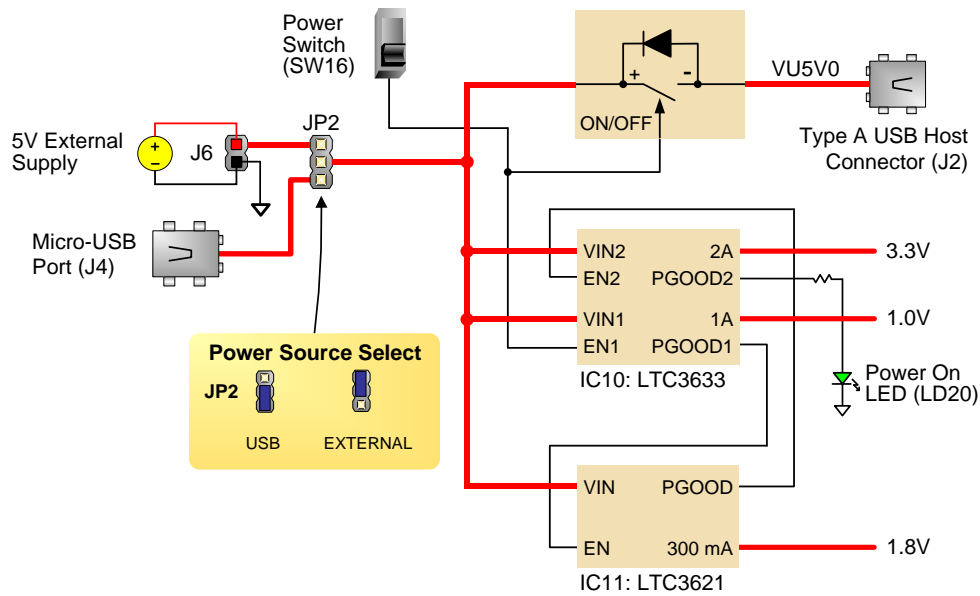 Power
Switch
(SW16)
VU5V0
+
-
ON/OFF
Type A USB Host
Connector (J2)
5V External
Supply
+
–
J6
JP2
Micro-USB
Port (J4)
VIN2
2A
3.3V
EN2
PGOOD2
VIN1
1A
1.0V
EN1
PGOOD1
IC10: LTC3633
Power On
LED (LD20)
Power Source Select
JP2
USB
EXTERNAL
VIN
PGOOD
EN
300 mA
1.8V
IC11: LTC3621